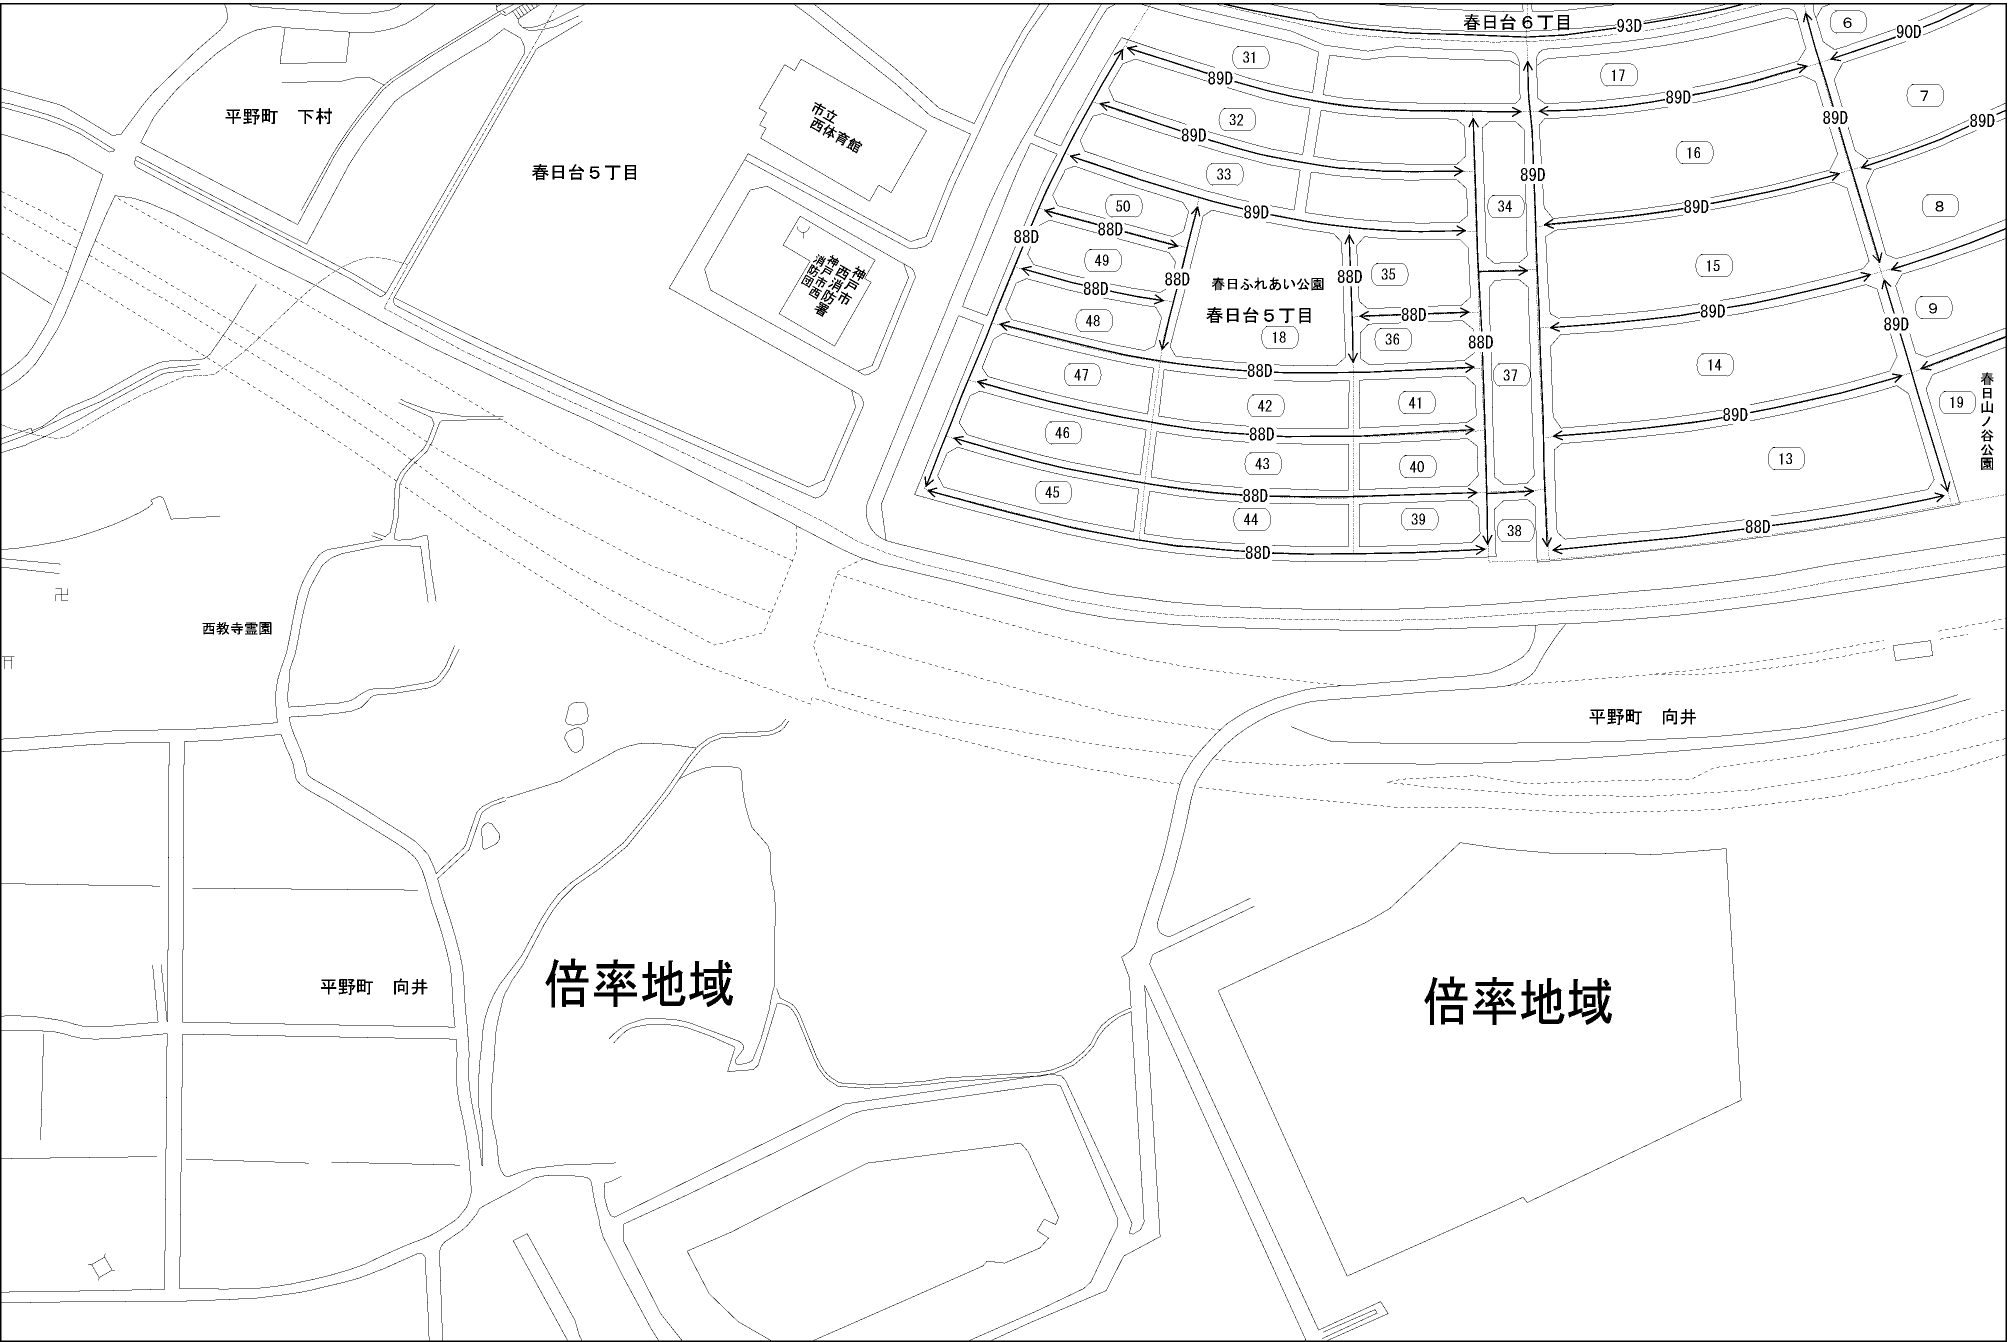 春日台６丁目
93D
6
90D
31
17
89D
89D
7
平野町　下村
市立
西体育館
32
89D
89D
89D
16
春日台５丁目
33
89D
50
34
89D
89D
8
88D
88D
神戸市
西消防署
神戸市西
消防団
49
88D
88D
88D
35
15
春日ふれあい公園
春日台５丁目
18
48
88D
36
88D
89D
9
89D
47
88D
37
14
42
41
89D
19
春日山ノ谷公園
46
88D
43
40
13
45
88D
44
39
38
88D
88D
卍
西教寺霊園
平野町　向井
平野町　向井
倍率地域
倍率地域